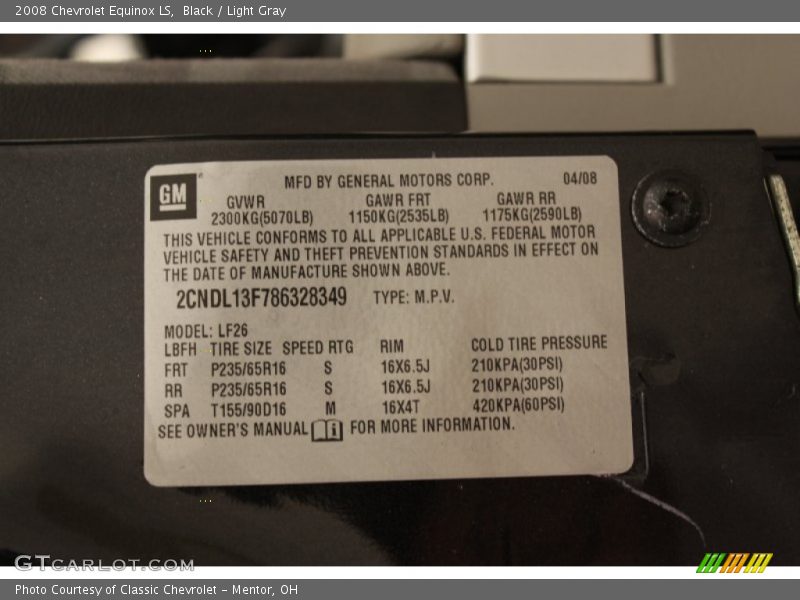 2008 Chevrolet Equinox LS,  Black / Light Gray
GM
MFD BY GENERAL MOTORS CORP. 04/08
GVWR GAWR FRT GAWR RR
2300KG(5070LB) 1150KG(2535LB) 1175KG(2590LB)
THIS VEHICLE CONFORMS TO ALL APPLICABLE U.S. FEDERAL MOTOR
VEHICLE SAFETY AND THEFT PREVENTION STANDARDS IN EFFECT ON
THE DATE OF MANUFACTURE SHOWN ABOVE.
2CNDL13F786328349 TYPE: M.P.V.
MODEL: LF26
LBFH TIRE SIZE SPEED RTG RIM COLD TIRE PRESSURE
FRT P235/65R16 S 16X6.5J 210KPA(30PSI)
RR P235/65R16 S 16X6.5J 210KPA(30PSI)
SPA T155/90D16 M 16X4T 420KPA(60PSI)
SEE OWNER'S MANUAL FOR MORE INFORMATION.
GTCARLOT.COM
Photo Courtesy of Classic Chevrolet - Mentor, OH